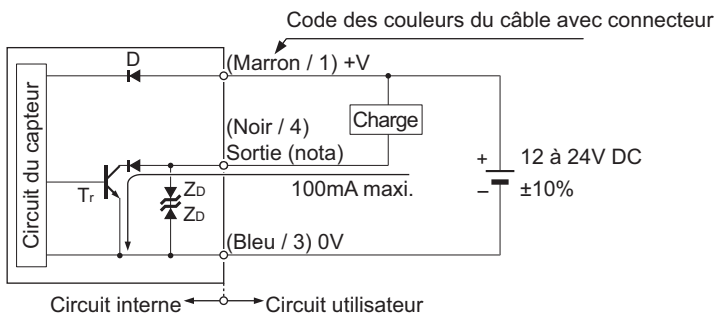 Code des couleurs du câble avec connecteur
D
(Marron / 1) +V
Charge
(Noir / 4)
Sortie (nota)
Circuit du capteur
Tr
ZD
ZD
100mA maxi.
+
12 à 24V DC
–
±10%
(Bleu / 3) 0V
Circuit interne
Circuit utilisateur